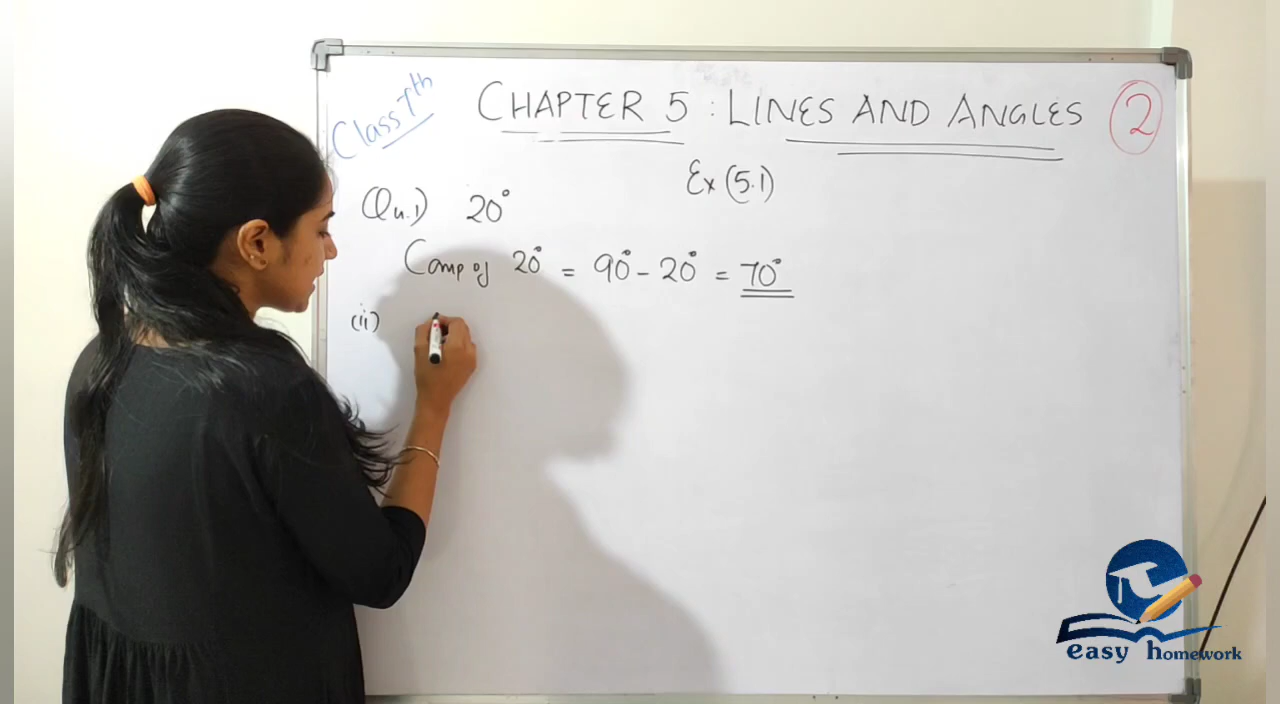 Class 7th
CHAPTER 5 : LINES AND ANGLES
2
Ex (5.1)
Qu.1) 20°
Comp of 20° = 90° - 20° = 70°
(ii)
easy homework